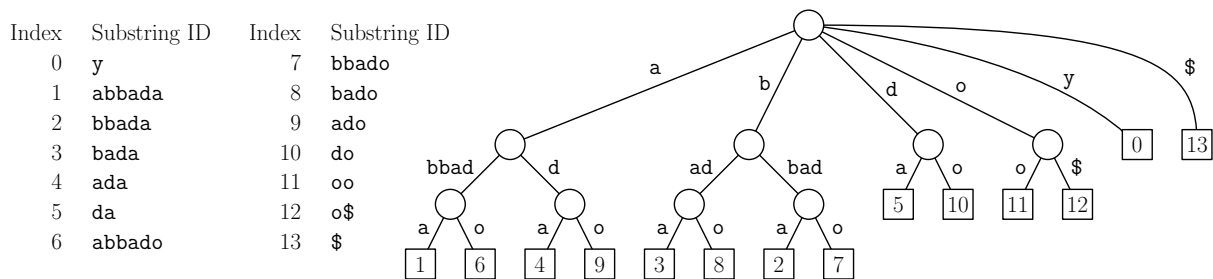 Index Substring ID Index Substring ID
0 y 7 bbado
1 abbada 8 bado
2 bbada 9 ado
3 bada 10 do
4 ada 11 oo
5 da 12 o$
6 abbado 13 $
a b d o y $
bbad d ad bad a o o $ 0 13
5 10 11 12
a o a o a o a o
1 6 4 9 3 8 2 7